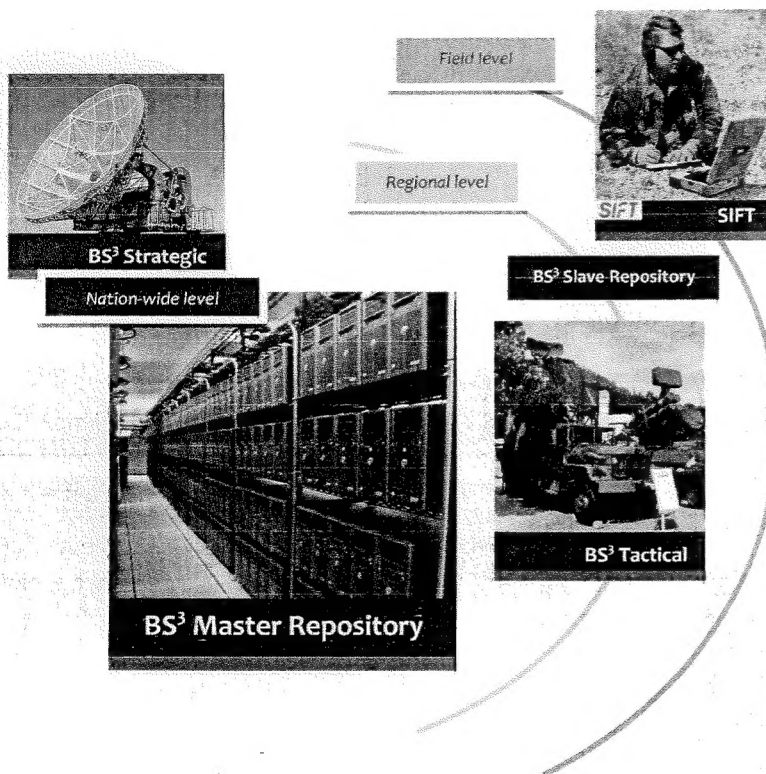 Field level
SIFT
SIFT
Regional level
BS³ Strategic
Nation-wide level
BS³ Slave Repository
BS³ Tactical
BS³ Master Repository